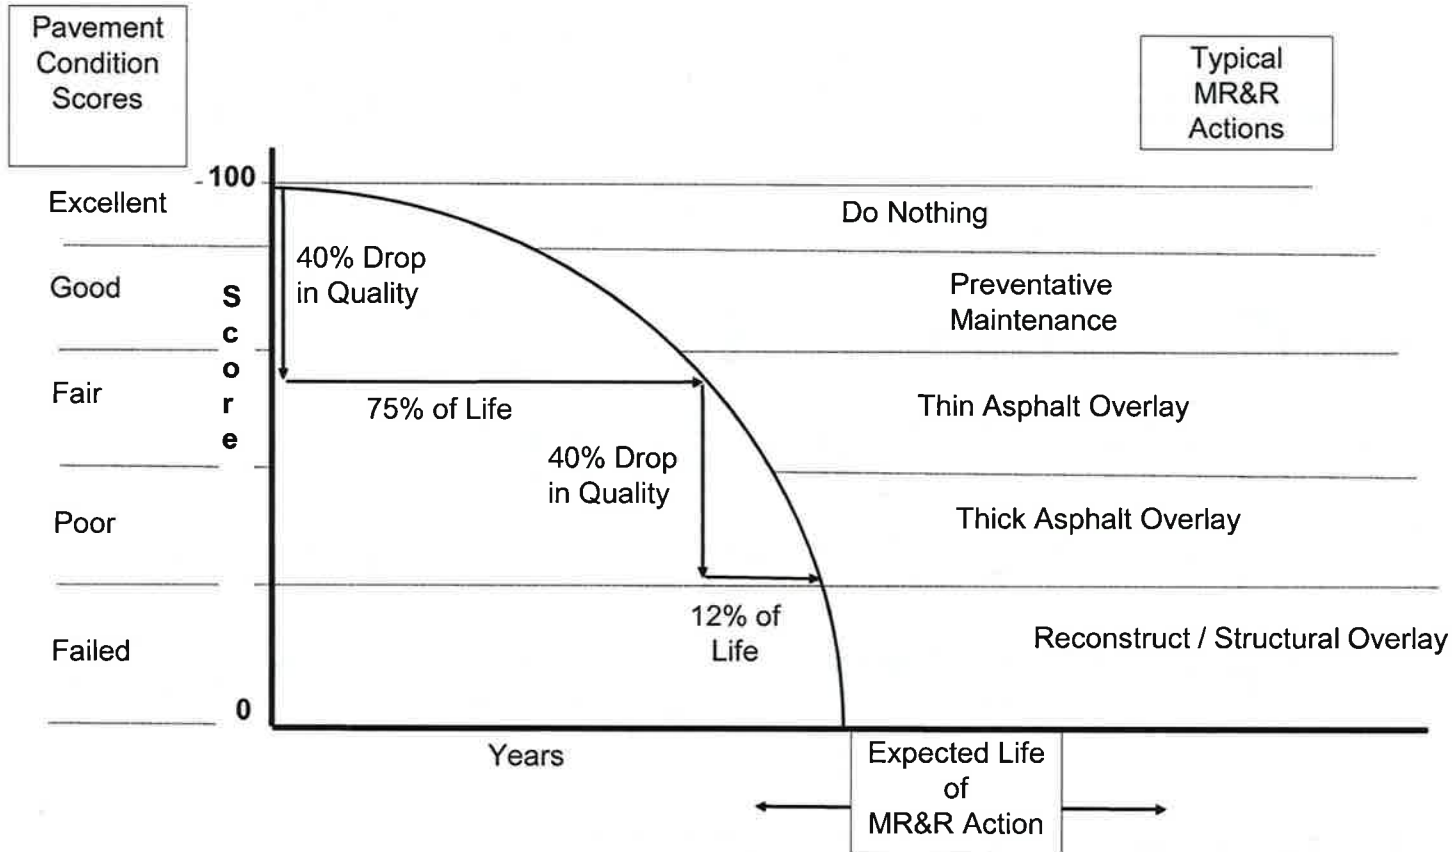 Pavement
Condition
Scores
Typical
MR&R
Actions
100
Excellent
Do Nothing
40% Drop
in Quality
Good
Preventative
Maintenance
S
c
o
r
e
Fair
75% of Life
Thin Asphalt Overlay
40% Drop
in Quality
Poor
Thick Asphalt Overlay
12% of
Life
Failed
Reconstruct / Structural Overlay
0
Years
Expected Life
of
MR&R Action